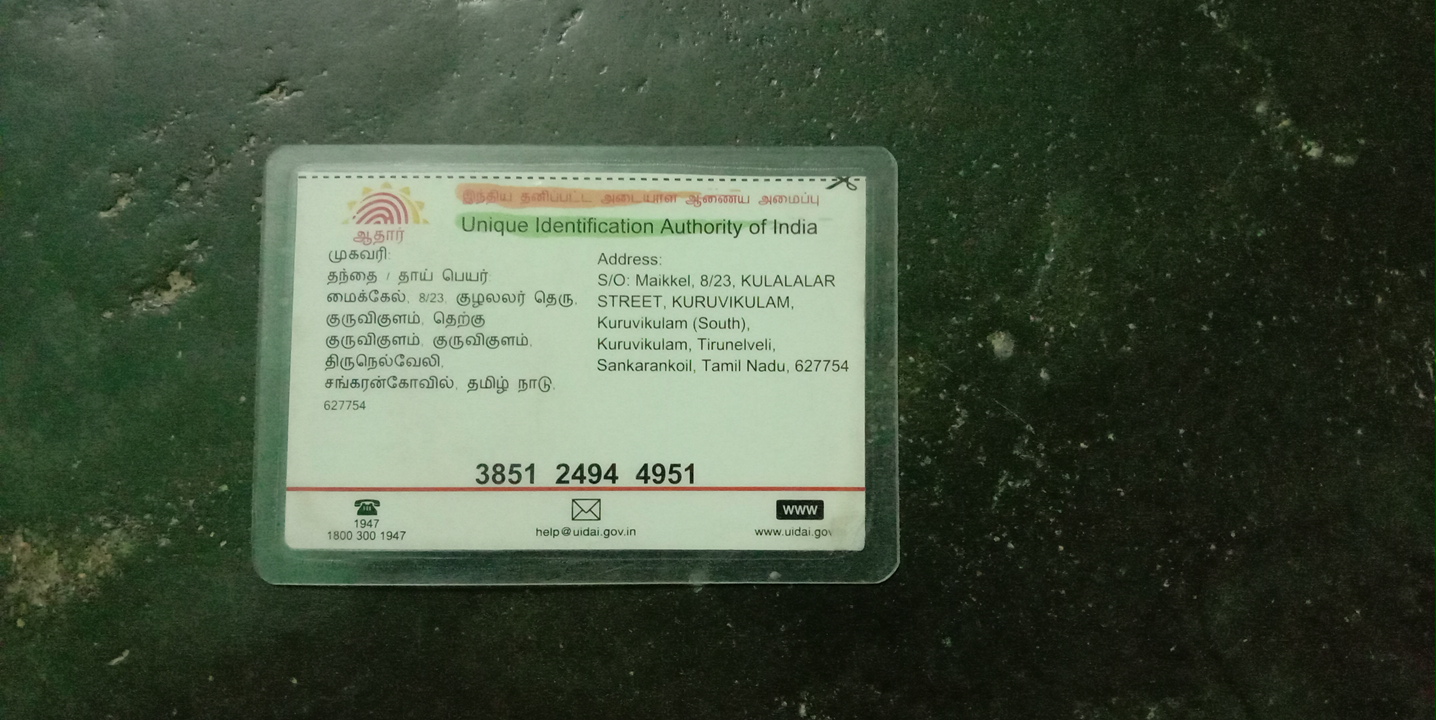 இந்திய தனிப்பட்ட அடையாள ஆணைய அமைப்பு
Unique Identification Authority of India
ஆதார்
முகவரி:
தந்தை / தாய் பெயர்:
மைக்கேல், 8/23, குழலலர் தெரு,
குருவிகுளம், தெற்கு
குருவிகுளம், குருவிகுளம்,
திருநெல்வேலி,
சங்கரன்கோவில், தமிழ் நாடு,
627754
Address:
S/O: Maikkel, 8/23, KULALALAR
STREET, KURUVIKULAM,
Kuruvikulam (South),
Kuruvikulam, Tirunelveli,
Sankarankoil, Tamil Nadu, 627754
3851 2494 4951
1947
1800 300 1947
help@uidai.gov.in
www
www.uidai.gov